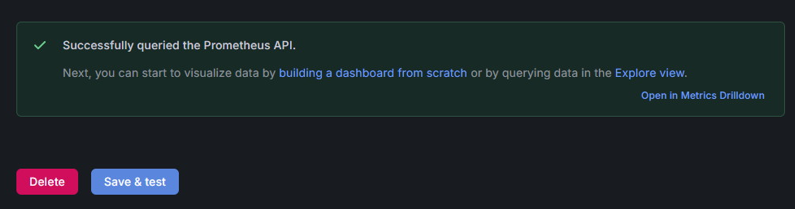 Successfully queried the Prometheus API.
Next, you can start to visualize data by building a dashboard from scratch or by querying data in the Explore view.
Open in Metrics Drilldown
Delete
Save & test